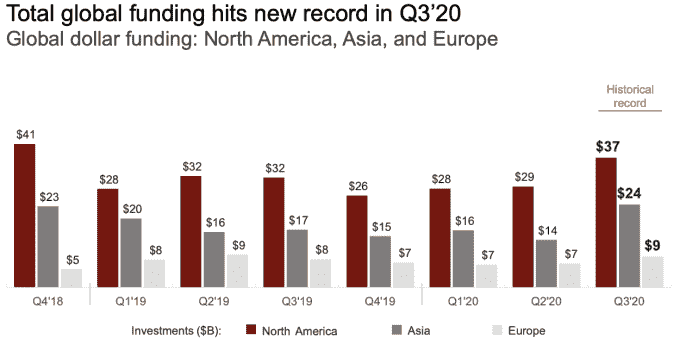 Total global funding hits new record in Q3'20
Global dollar funding: North America, Asia, and Europe
Historical
record
$41
$23
$5
$28
$20
$8
$32
$16
$9
$32
$17
$8
$26
$15
$7
$28
$16
$7
$29
$14
$7
$37
$24
$9
Q4'18
Q1'19
Q2'19
Q3'19
Q4'19
Q1'20
Q2'20
Q3'20
Investments ($B):
North America
Asia
Europe